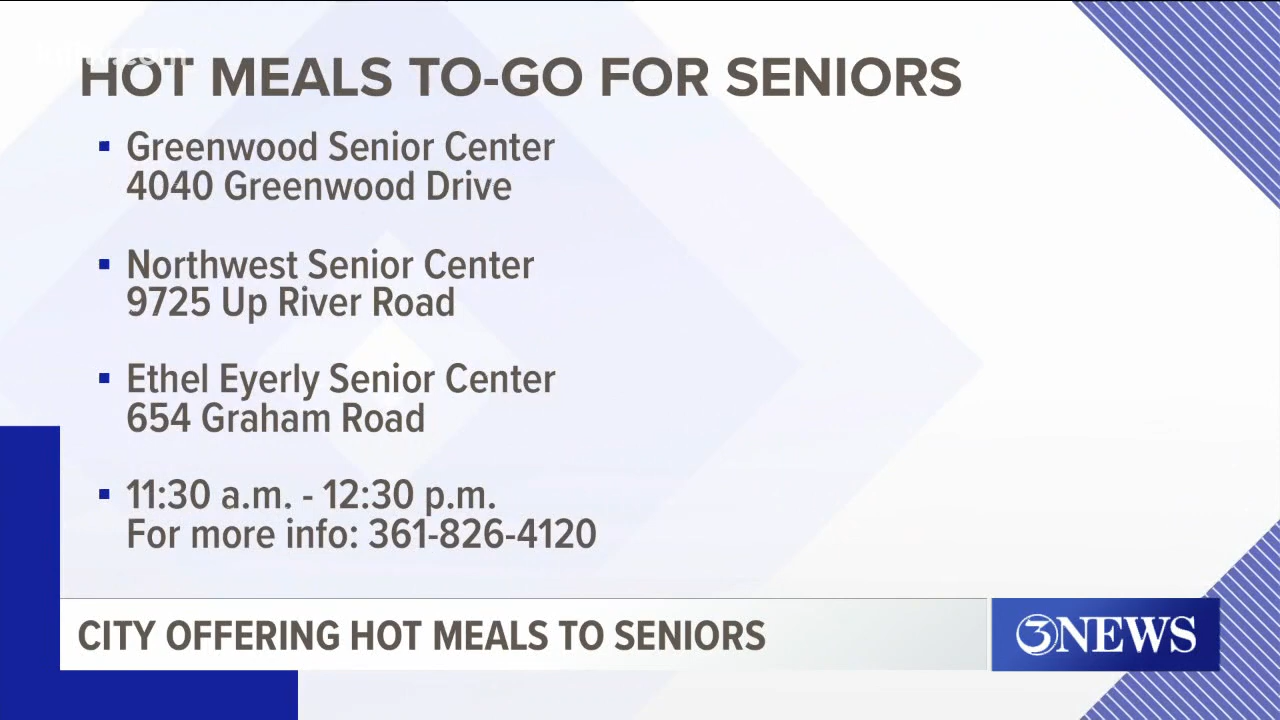 HOT MEALS TO-GO FOR SENIORS
▪ Greenwood Senior Center
4040 Greenwood Drive
▪ Northwest Senior Center
9725 Up River Road
▪ Ethel Eyerly Senior Center
654 Graham Road
▪ 11:30 a.m. - 12:30 p.m.
For more info: 361-826-4120
CITY OFFERING HOT MEALS TO SENIORS
3NEWS